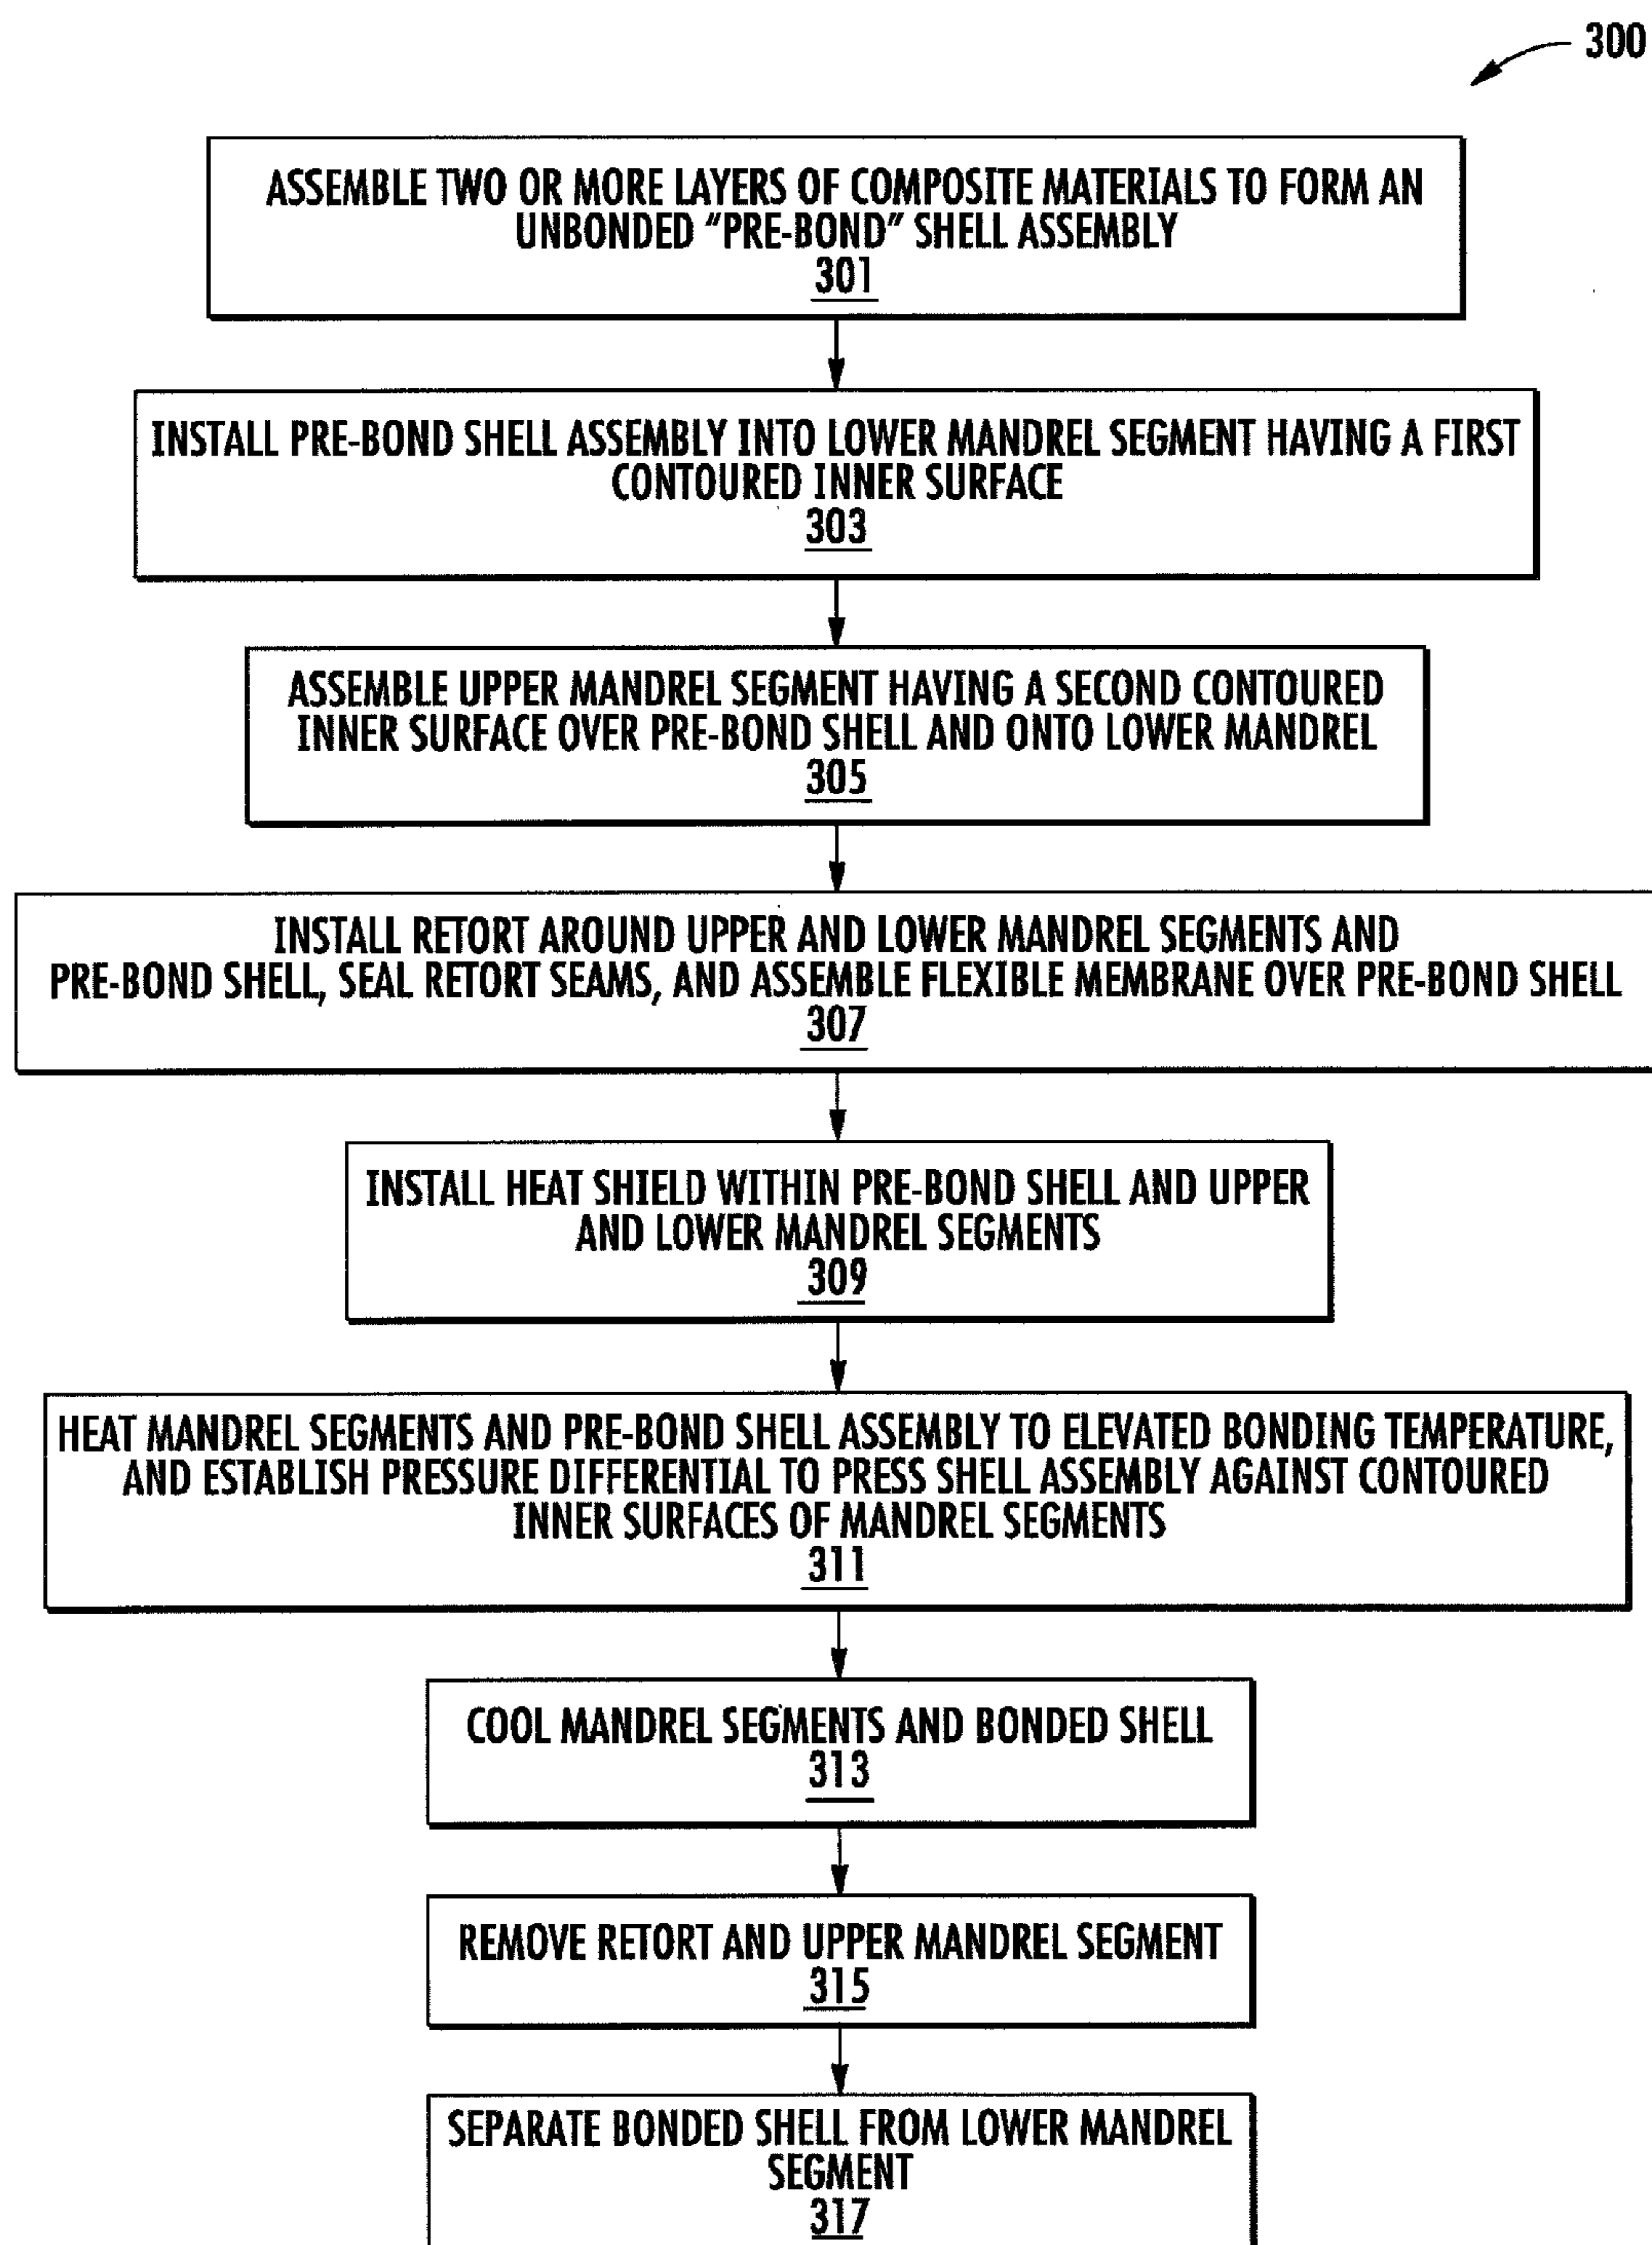 300
ASSEMBLE TWO OR MORE LAYERS OF COMPOSITE MATERIALS TO FORM AN
UNBONDED "PRE-BOND" SHELL ASSEMBLY
301
INSTALL PRE-BOND SHELL ASSEMBLY INTO LOWER MANDREL SEGMENT HAVING A FIRST
CONTOURED INNER SURFACE
303
ASSEMBLE UPPER MANDREL SEGMENT HAVING A SECOND CONTOURED
INNER SURFACE OVER PRE-BOND SHELL AND ONTO LOWER MANDREL
305
INSTALL RETORT AROUND UPPER AND LOWER MANDREL SEGMENTS AND
PRE-BOND SHELL, SEAL RETORT SEAMS, AND ASSEMBLE FLEXIBLE MEMBRANE OVER PRE-BOND SHELL
307
INSTALL HEAT SHIELD WITHIN PRE-BOND SHELL AND UPPER
AND LOWER MANDREL SEGMENTS
309
HEAT MANDREL SEGMENTS AND PRE-BOND SHELL ASSEMBLY TO ELEVATED BONDING TEMPERATURE,
AND ESTABLISH PRESSURE DIFFERENTIAL TO PRESS SHELL ASSEMBLY AGAINST CONTOURED
INNER SURFACES OF MANDREL SEGMENTS
311
COOL MANDREL SEGMENTS AND BONDED SHELL
313
REMOVE RETORT AND UPPER MANDREL SEGMENT
315
SEPARATE BONDED SHELL FROM LOWER MANDREL
SEGMENT
317